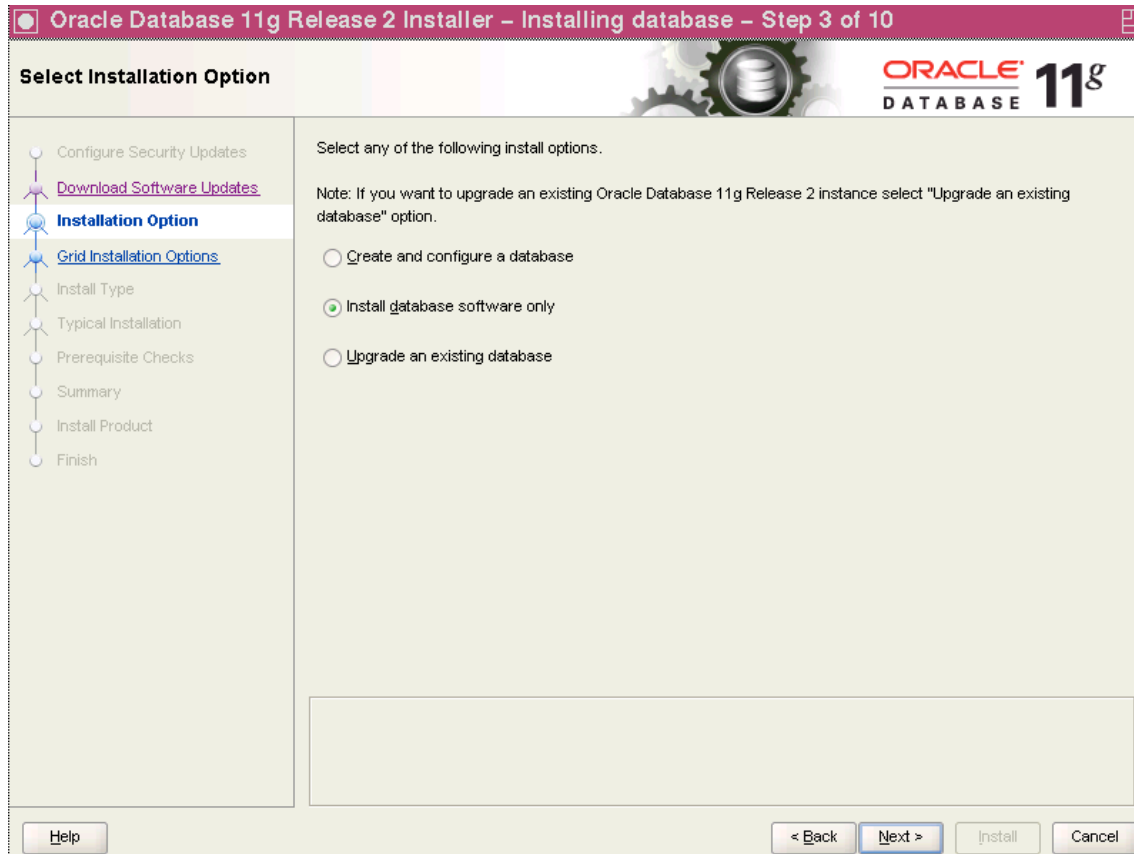 Oracle Database 11g Release 2 Installer – Installing database – Step 3 of 10
Select Installation Option
ORACLE
DATABASE
11g
Configure Security Updates
Download Software Updates
Installation Option
Grid Installation Options
Install Type
Typical Installation
Prerequisite Checks
Summary
Install Product
Finish
Select any of the following install options.
Note: If you want to upgrade an existing Oracle Database 11g Release 2 instance select "Upgrade an existing
database" option.
Create and configure a database
Install database software only
Upgrade an existing database
Help
< Back
Next >
Install
Cancel